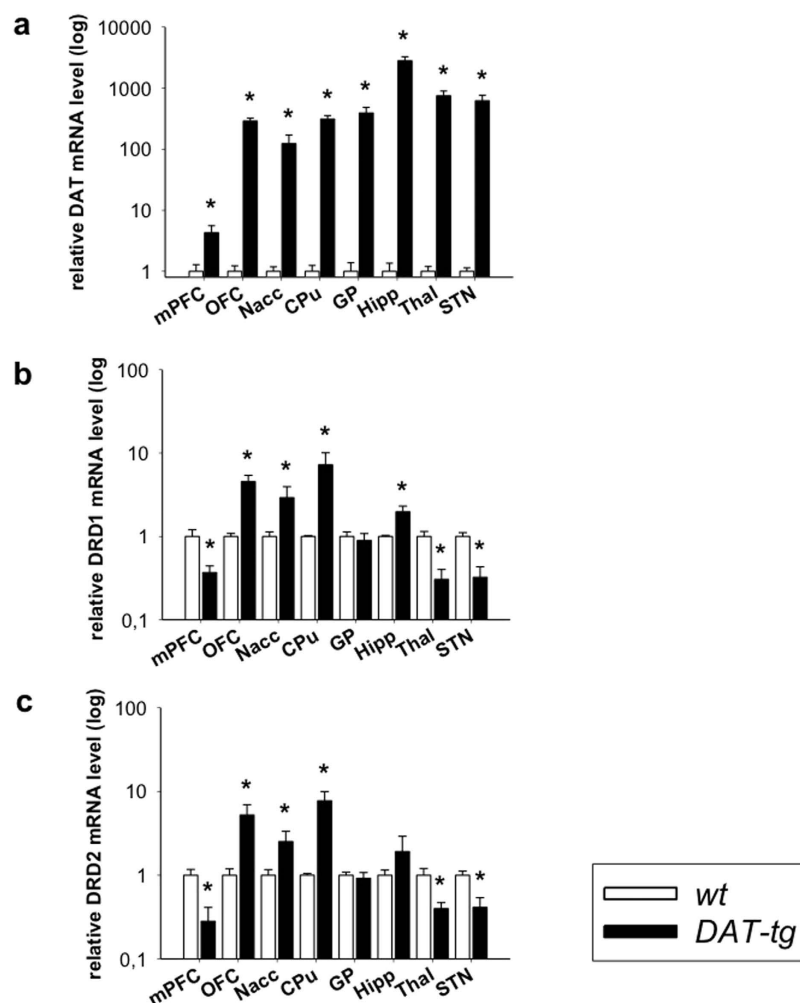 a
relative DAT mRNA level (log)
10000
1000
100
10
1
* * * * * * * *
mPFC OFC Nacc CPu GP Hipp Thal STN
b
relative DRD1 mRNA level (log
100
10
1
0,1
* * * * * * *
mPFC OFC Nacc CPu GP Hipp Thal STN
c
relative DRD2 mRNA level (log)
100
10
1
0,1
* * * * * *
mPFC OFC Nacc CPu GP Hipp Thal STN
wt
DAT-tg